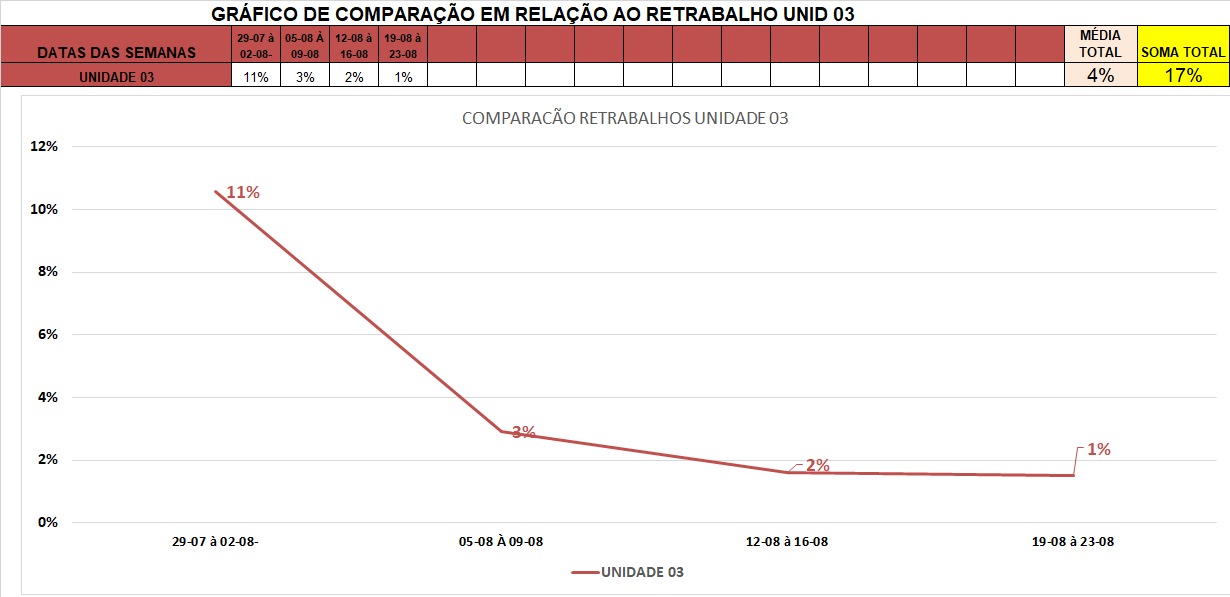 GRÁFICO DE COMPARAÇÃO EM RELAÇÃO AO RETRABALHO UNID 03
DATAS DAS SEMANAS 29-07 à 02-08- 05-08 À 09-08 12-08 à 16-08 19-08 à 23-08 MÉDIA TOTAL SOMA TOTAL
UNIDADE 03 11% 3% 2% 1% 4% 17%
COMPARACÃO RETRABALHOS UNIDADE 03
12%
11%
10%
8%
6%
4%
3%
2%
2%
1%
0%
29-07 à 02-08- 05-08 À 09-08 12-08 à 16-08 19-08 à 23-08
UNIDADE 03